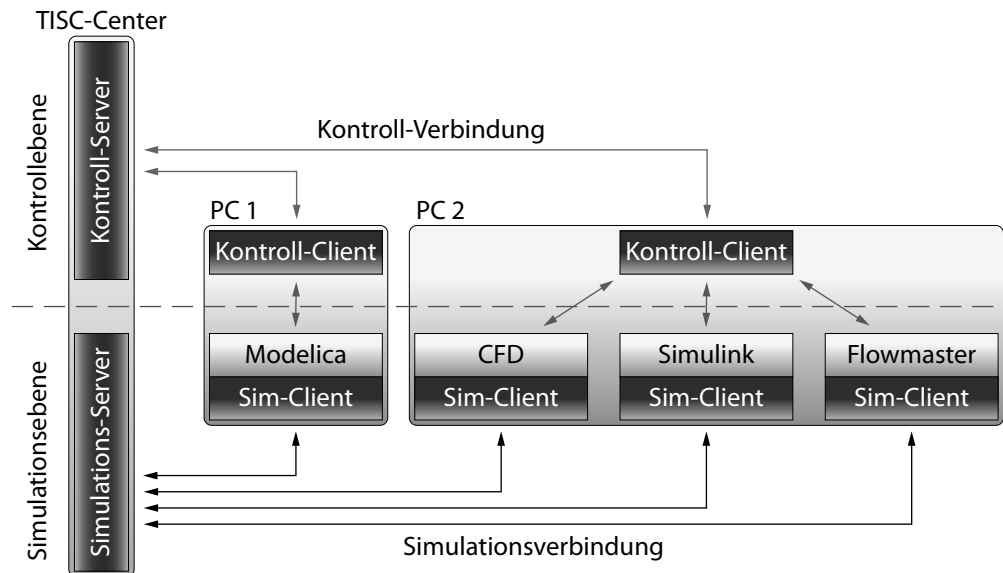 TISC-Center
Kontrollebene
Kontroll-Server
Kontroll-Verbindung
PC 1
PC 2
Kontroll-Client
Kontroll-Client
Simulationsebene
Simulations-Server
Modelica
Sim-Client
CFD
Sim-Client
Simulink
Sim-Client
Flowmaster
Sim-Client
Simulationsverbindung